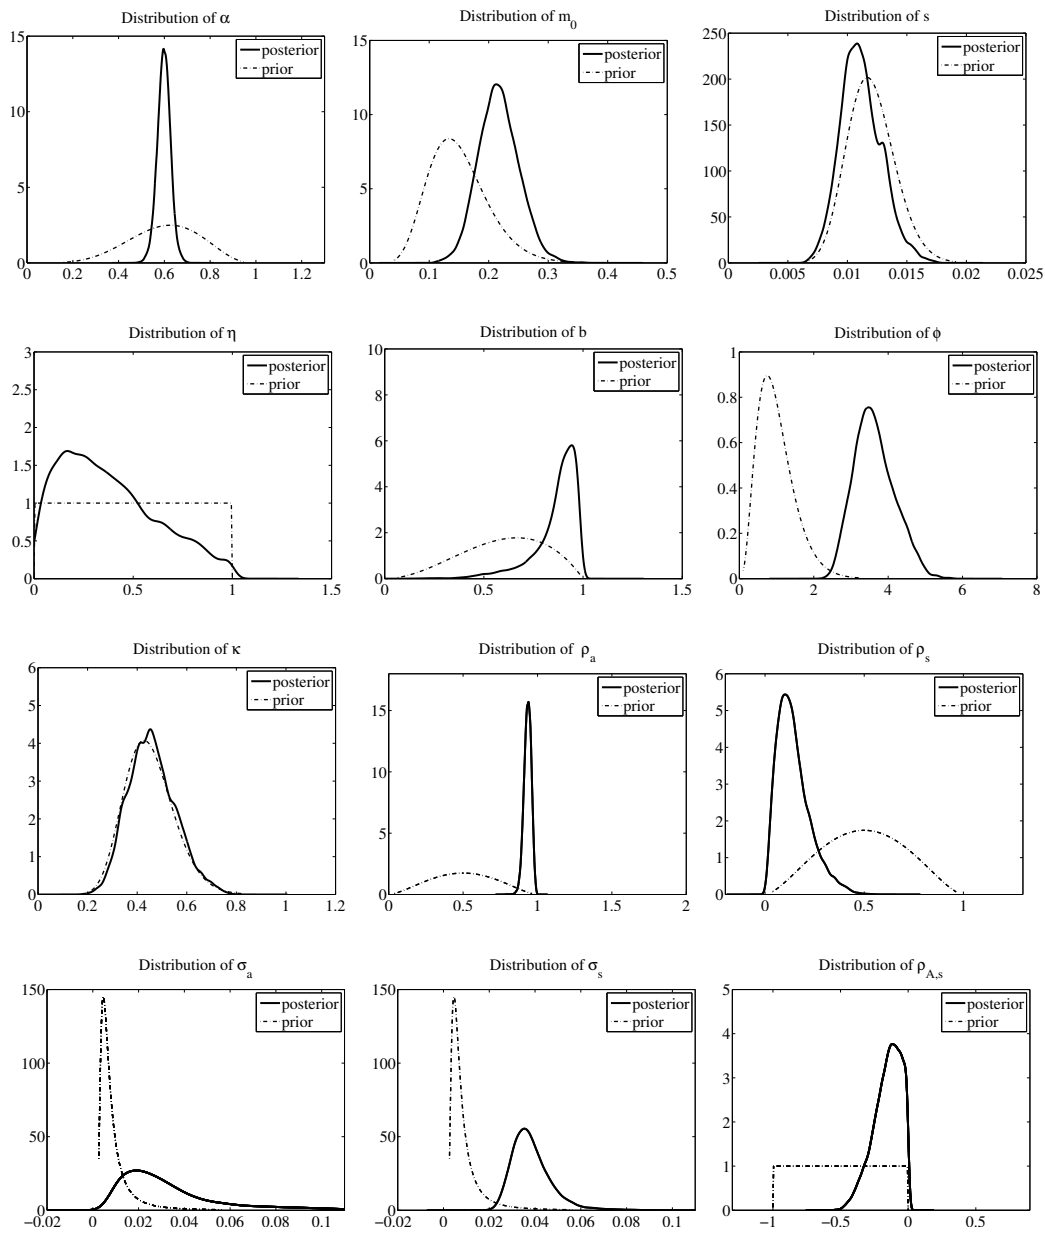 Distribution of α
15
10
5
0
0 0.2 0.4 0.6 0.8 1 1.2
posterior
prior
Distribution of m0
15
10
5
0
0 0.1 0.2 0.3 0.4 0.5
posterior
prior
Distribution of s
250
200
150
100
50
0
0 0.005 0.01 0.015 0.02 0.025
posterior
prior
Distribution of η
3
2.5
2
1.5
1
0.5
0
0 0.5 1 1.5
posterior
prior
Distribution of b
10
8
6
4
2
0
0 0.5 1 1.5
posterior
prior
Distribution of ϕ
1
0.8
0.6
0.4
0.2
0
0 2 4 6 8
posterior
prior
Distribution of κ
6
5
4
3
2
1
0
0 0.2 0.4 0.6 0.8 1 1.2
posterior
prior
Distribution of ρa
15
10
5
0
0 0.5 1 1.5 2
posterior
prior
Distribution of ρs
6
5
4
3
2
1
0
0 0.5 1
posterior
prior
Distribution of σa
150
100
50
0
−0.02 0 0.02 0.04 0.06 0.08 0.1
posterior
prior
Distribution of σs
150
100
50
0
−0.02 0 0.02 0.04 0.06 0.08 0.1
posterior
prior
Distribution of ρA,s
5
4
3
2
1
0
−1 −0.5 0 0.5
posterior
prior